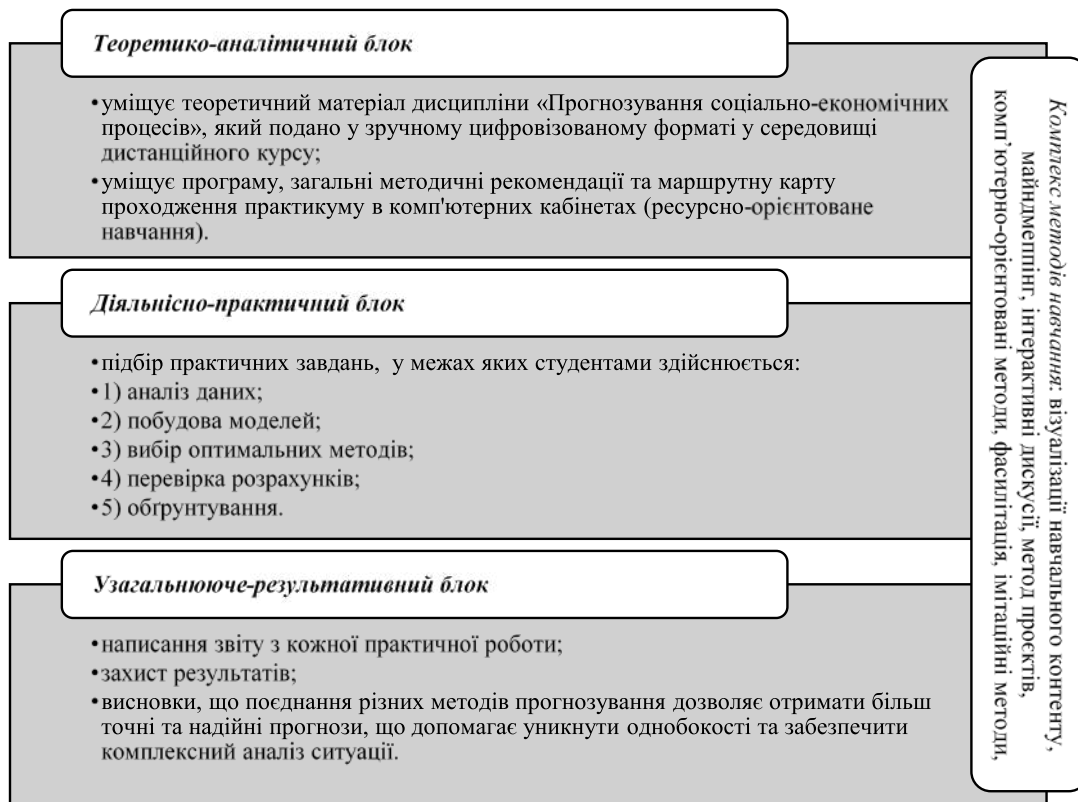 Теоретико-аналітичний блок
•уміщує теоретичний матеріал дисципліни «Прогнозування соціально-економічних
процесів», який подано у зручному цифровізованому форматі у середовищі
дистанційного курсу;
•уміщує програму, загальні методичні рекомендації та маршрутну карту
проходження практикуму в комп'ютерних кабінетах (ресурсно-орієнтоване
навчання).
Діяльнісно-практичний блок
•підбір практичних завдань, у межах яких студентами здійснюється:
•1) аналіз даних;
•2) побудова моделей;
•3) вибір оптимальних методів;
•4) перевірка розрахунків;
•5) обґрунтування.
Узагальнююче-результативний блок
•написання звіту з кожної практичної роботи;
•захист результатів;
•висновки, що поєднання різних методів прогнозування дозволяє отримати більш
точні та надійні прогнози, що допомагає уникнути однобокості та забезпечити
комплексний аналіз ситуації.
Комплекс методів навчання: візуалізації навчального контенту,
майндмеппінг, інтерактивні дискусії, метод проєктів,
комп’ютерно-орієнтовані методи, фасилітація, імітаційні методи,